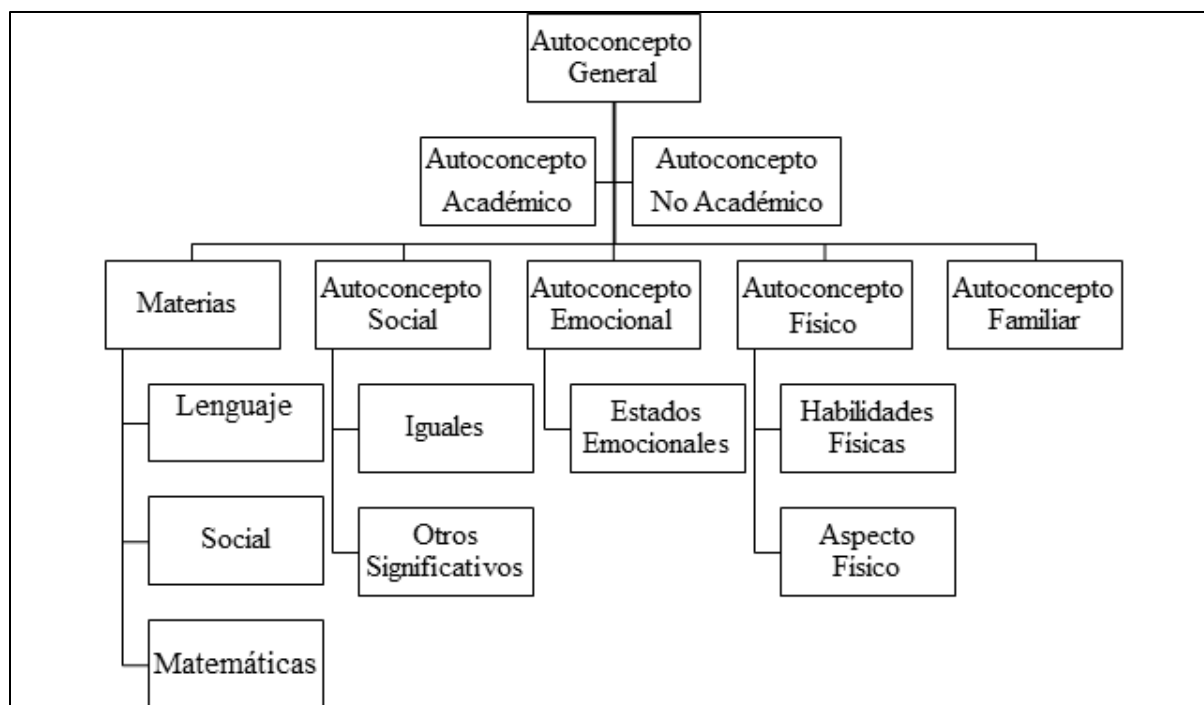 Autoconcepto
General
Autoconcepto
Académico
Autoconcepto
No Académico
Materias
Autoconcepto
Social
Autoconcepto
Emocional
Autoconcepto
Físico
Autoconcepto
Familiar
Lenguaje
Iguales
Estados
Emocionales
Habilidades
Físicas
Social
Otros
Significativos
Aspecto
Físico
Matemáticas